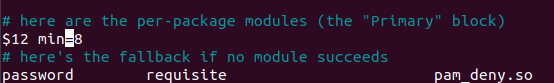 # here are the per-package modules (the "Primary" block)
$12 min=8
# here's the fallback if no module succeeds
password requisite pam_deny.so